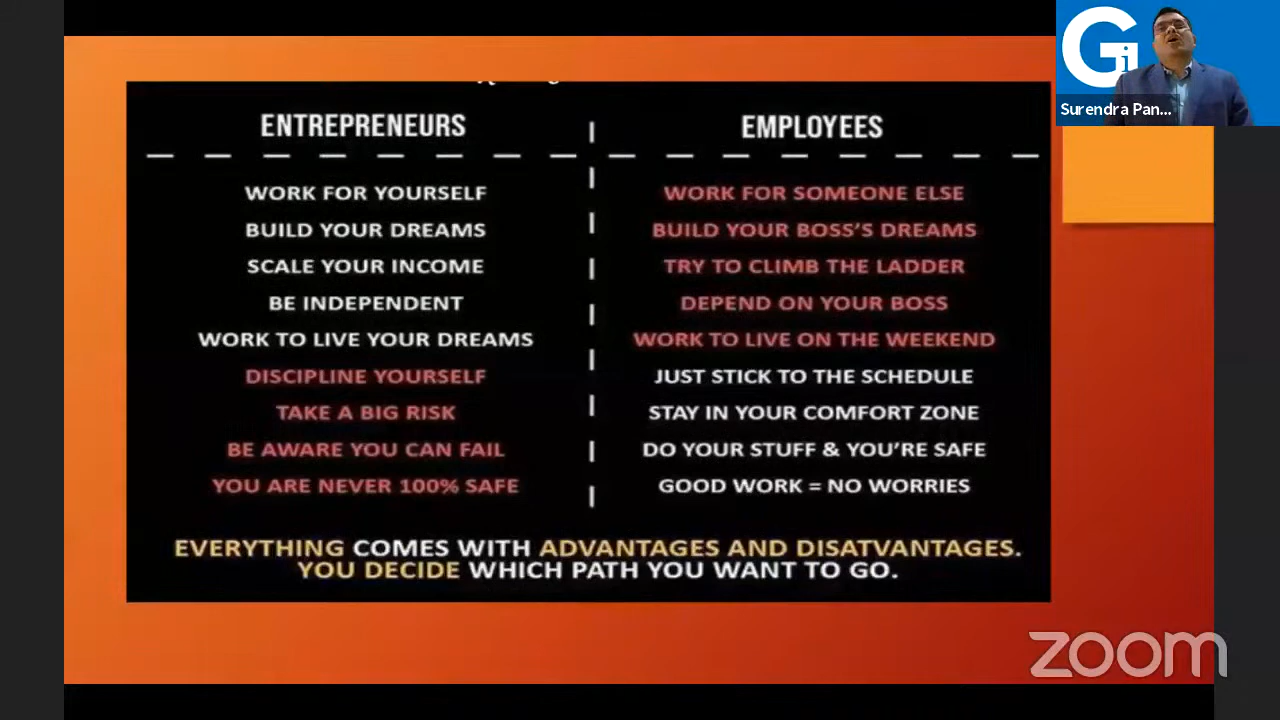 ENTREPRENEURS
WORK FOR YOURSELF
BUILD YOUR DREAMS
SCALE YOUR INCOME
BE INDEPENDENT
WORK TO LIVE YOUR DREAMS
DISCIPLINE YOURSELF
TAKE A BIG RISK
BE AWARE YOU CAN FAIL
YOU ARE NEVER 100% SAFE
EMPLOYEES
WORK FOR SOMEONE ELSE
BUILD YOUR BOSS'S DREAMS
TRY TO CLIMB THE LADDER
DEPEND ON YOUR BOSS
WORK TO LIVE ON THE WEEKEND
JUST STICK TO THE SCHEDULE
STAY IN YOUR COMFORT ZONE
DO YOUR STUFF & YOU'RE SAFE
GOOD WORK = NO WORRIES
EVERYTHING COMES WITH ADVANTAGES AND DISATVANTAGES.
YOU DECIDE WHICH PATH YOU WANT TO GO.
Gi
Surendra Pan...
zoom